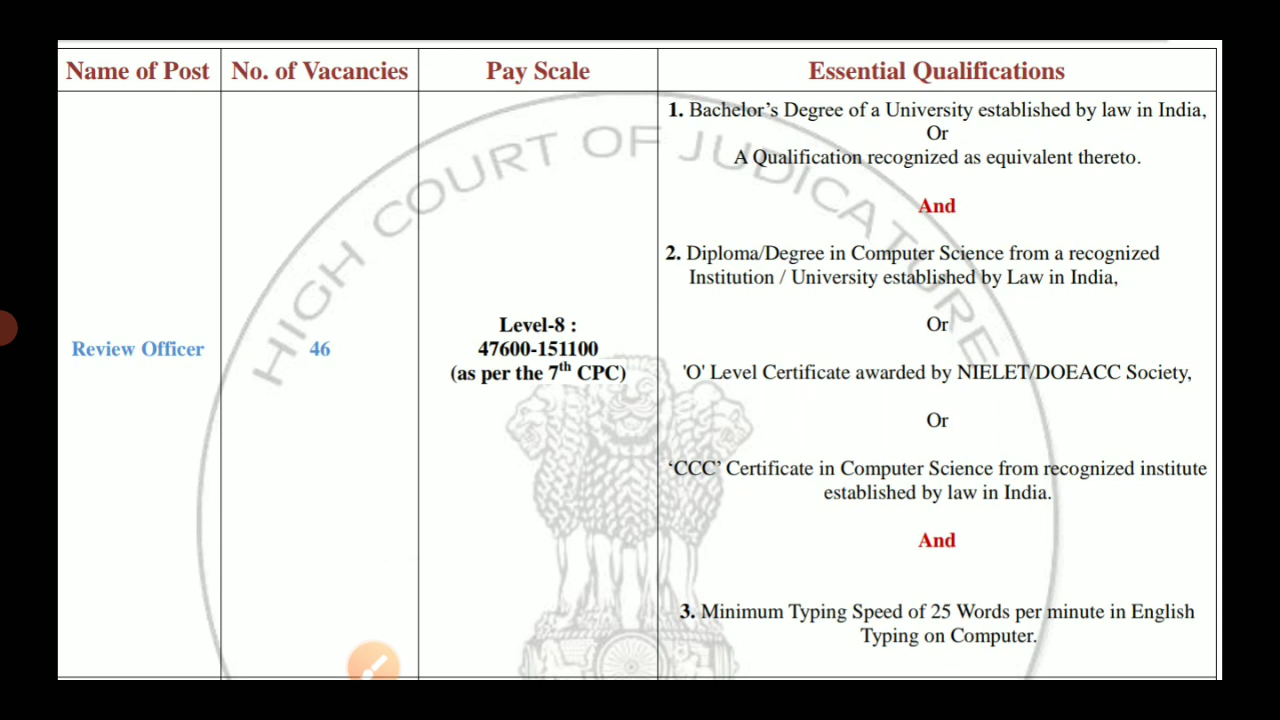 Name of Post No. of Vacancies Pay Scale Essential Qualifications
HIGH COURT OF JUDICATURE
Review Officer
46
Level-8 :
47600-151100
(as per the 7th CPC)
1. Bachelor’s Degree of a University established by law in India,
Or
A Qualification recognized as equivalent thereto.
And
2. Diploma/Degree in Computer Science from a recognized
Institution / University established by Law in India,
Or
'O' Level Certificate awarded by NIELET/DOEACC Society,
Or
‘CCC’ Certificate in Computer Science from recognized institute
established by law in India.
And
3. Minimum Typing Speed of 25 Words per minute in English
Typing on Computer.